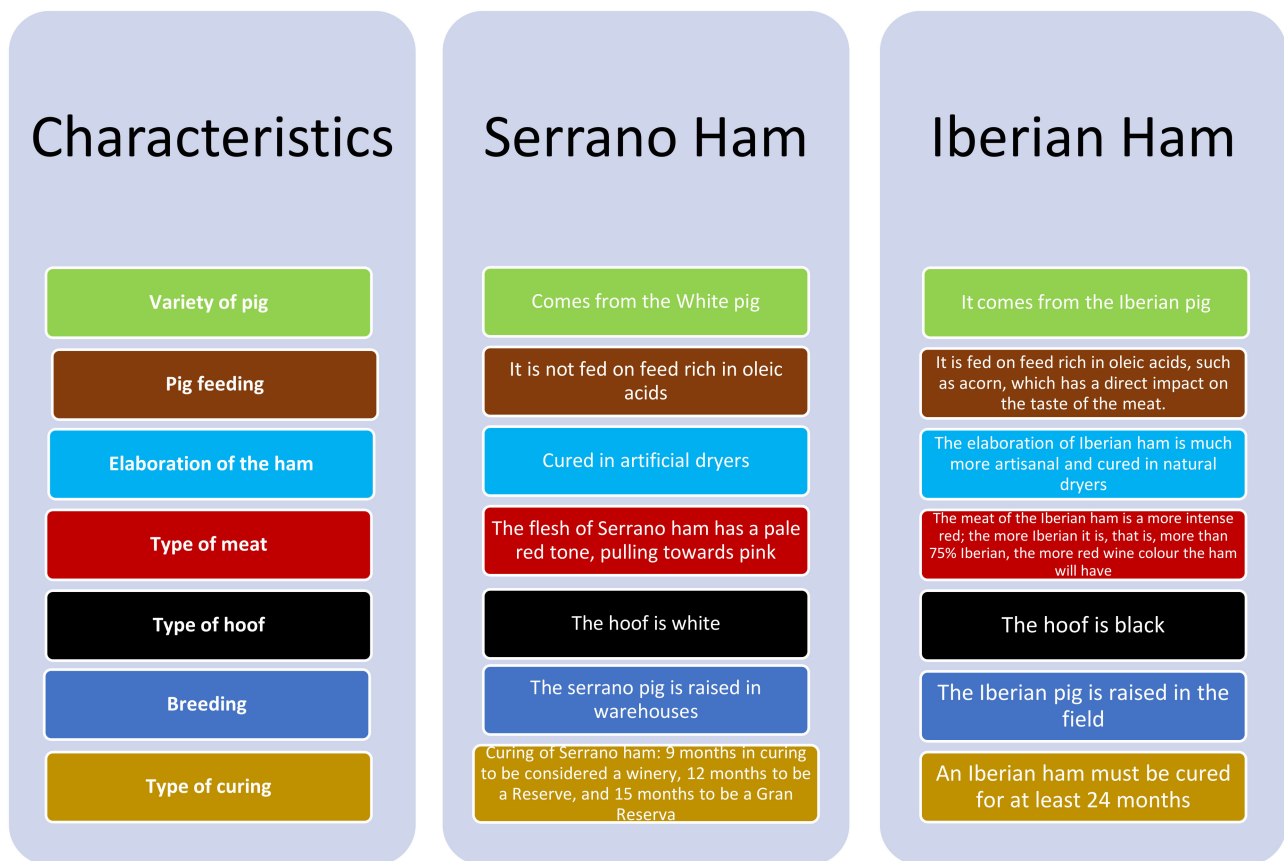 Characteristics
Variety of pig
Pig feeding
Elaboration of the ham
Type of meat
Type of hoof
Breeding
Type of curing
Serrano Ham
Comes from the White pig
It is not fed on feed rich in oleic
acids
Cured in artificial dryers
The flesh of Serrano ham has a pale
red tone, pulling towards pink
The hoof is white
The serrano pig is raised in
warehouses
Curing of Serrano ham: 9 months in curing
to be considered a winery, 12 months to be
a Reserve, and 15 months to be a Gran
Reserva
Iberian Ham
It comes from the Iberian pig
It is fed on feed rich in oleic acids, such
as acorn, which has a direct impact on
the taste of the meat.
The elaboration of Iberian ham is much
more artisanal and cured in natural
dryers
The meat of the Iberian ham is a more intense
red; the more Iberian it is, that is, more than
75% Iberian, the more red wine colour the ham
will have
The hoof is black
The Iberian pig is raised in the
field
An Iberian ham must be cured
for at least 24 months